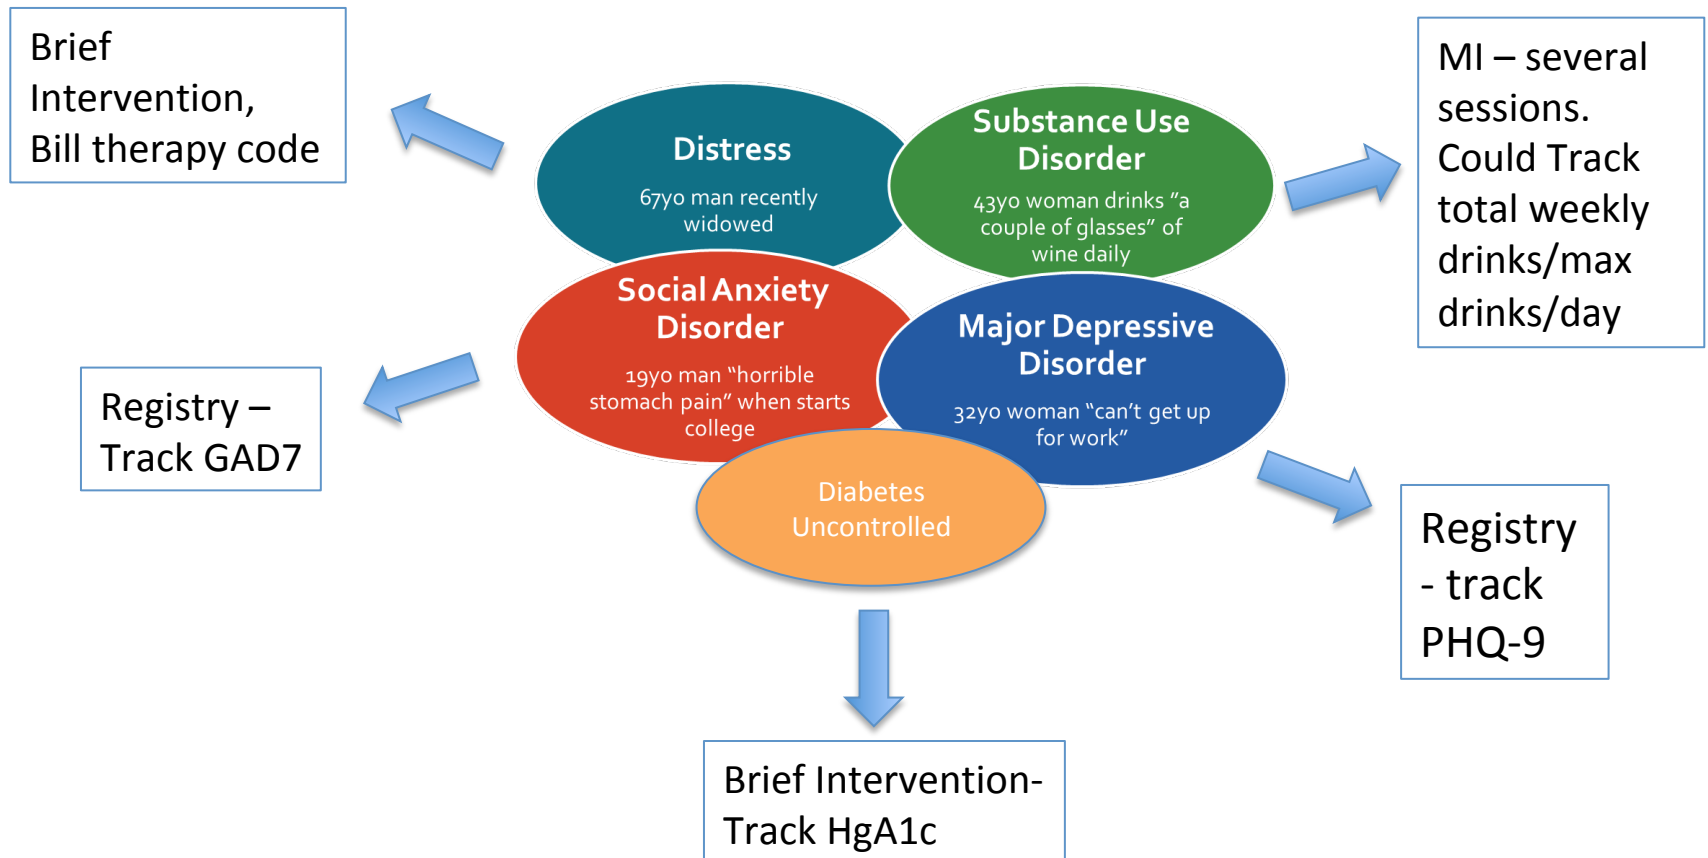 Brief
Intervention,
Bill therapy code
Distress
67yo man recently
widowed
Substance Use
Disorder
43yo woman drinks "a
couple of glasses” of
wine daily
MI – several
sessions.
Could Track
total weekly
drinks/max
drinks/day
Social Anxiety
Disorder
19yo man “horrible
stomach pain” when starts
college
Major Depressive
Disorder
32yo woman “can’t get up
for work”
Registry –
Track GAD7
Diabetes
Uncontrolled
Registry
- track
PHQ-9
Brief Intervention-
Track HgA1c